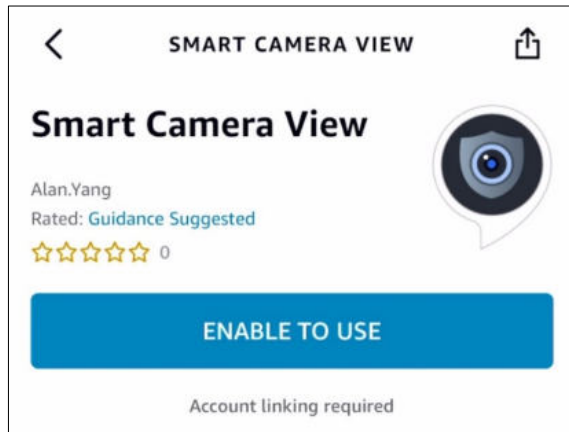 SMART CAMERA VIEW
Smart Camera View
Alan.Yang
Rated: Guidance Suggested
0
ENABLE TO USE
Account linking required